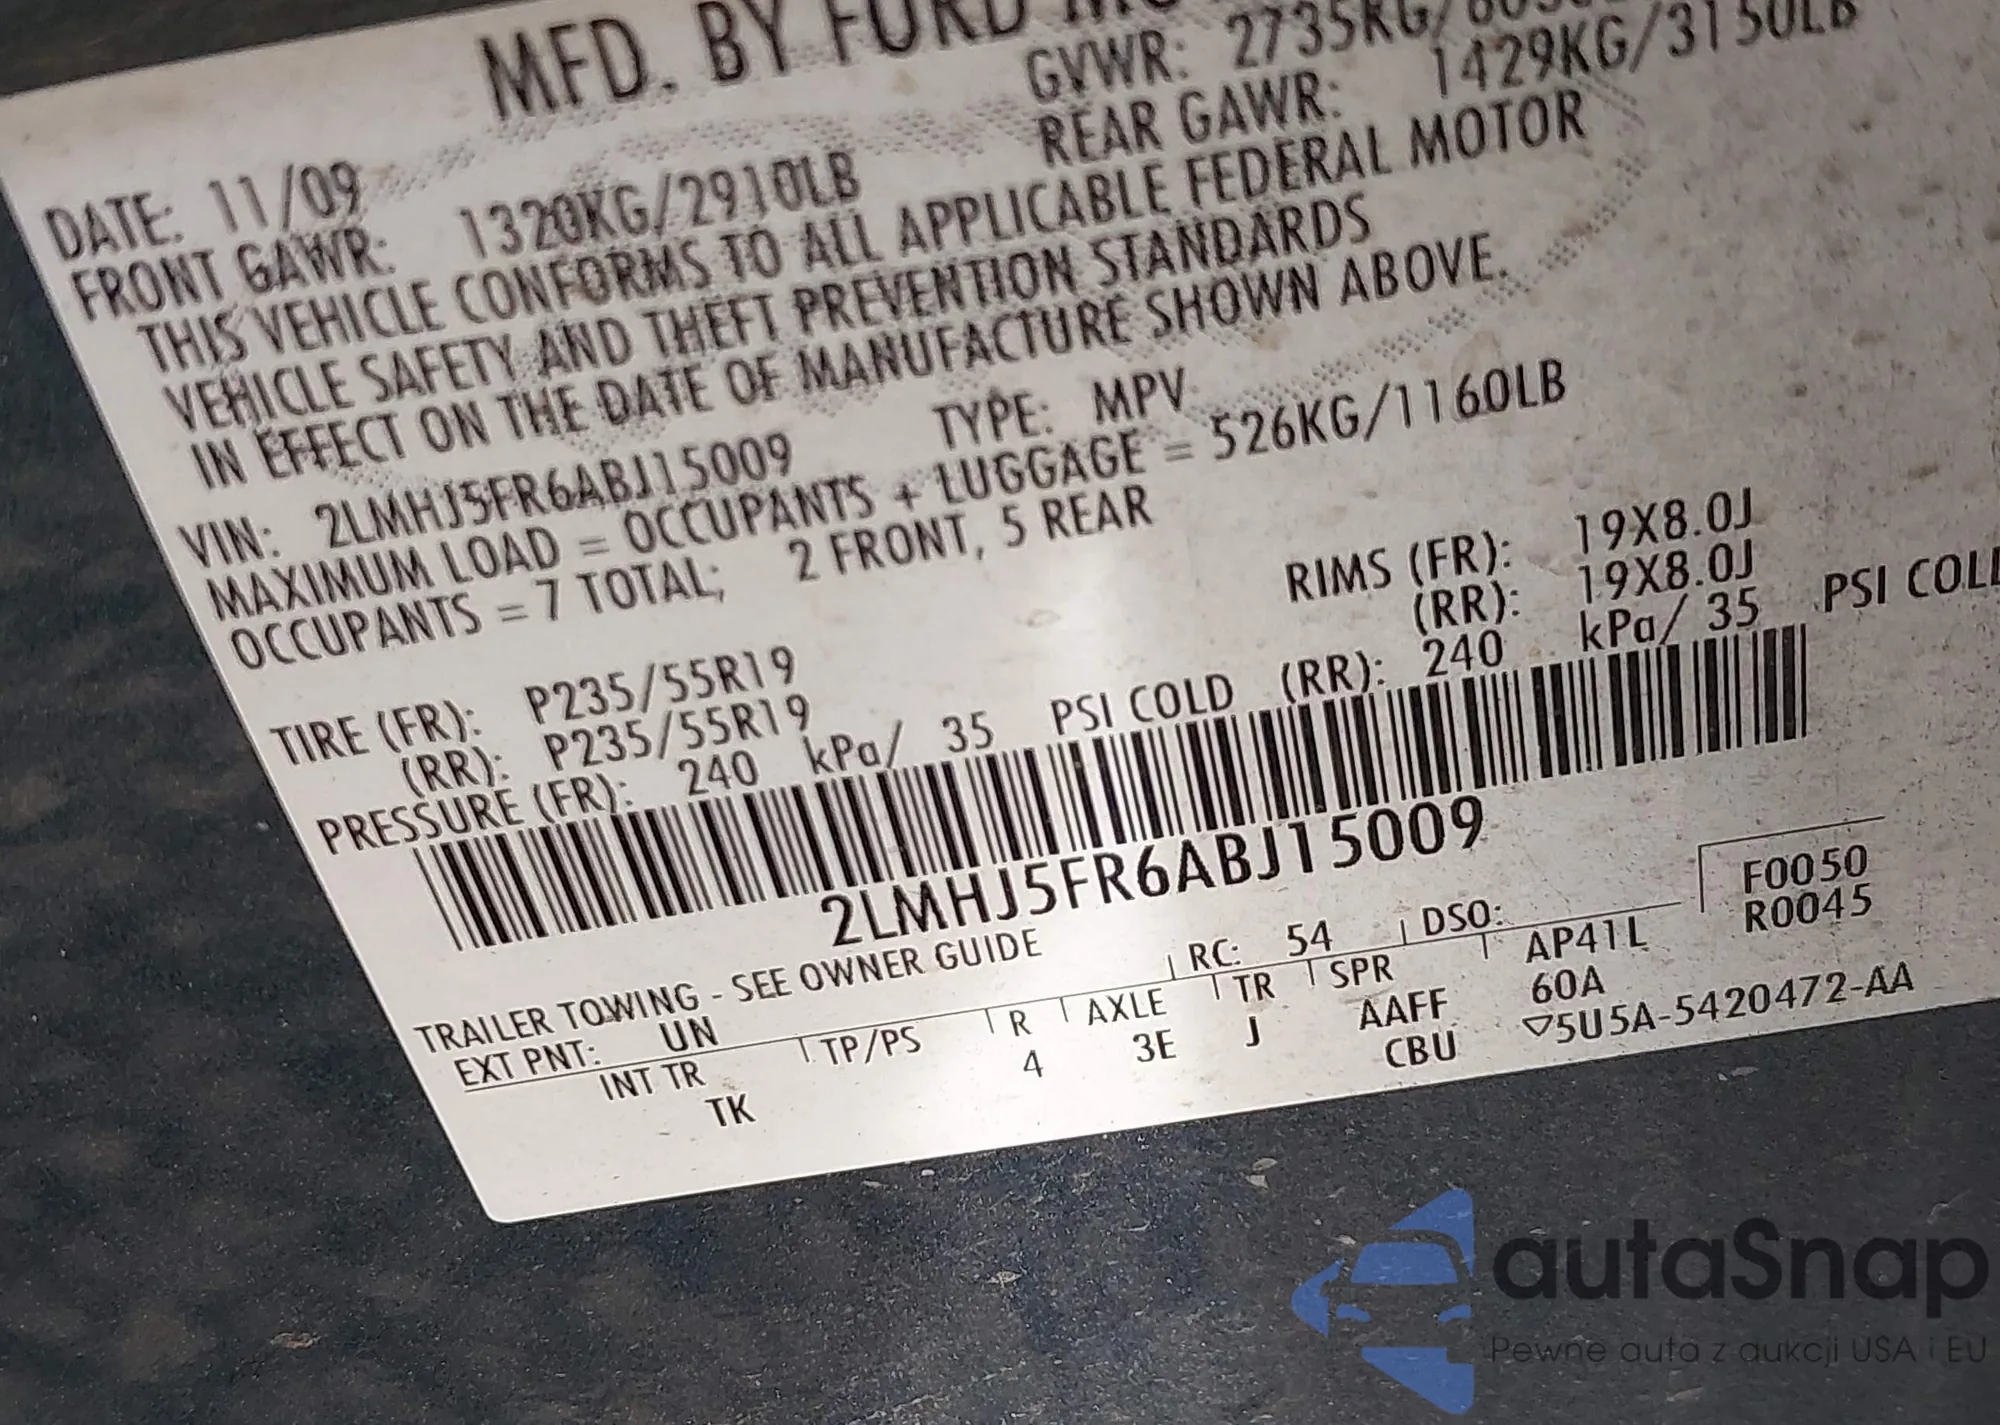 MFD. BY FORD
DATE: 11/09 GVWR: 2735KG/
FRONT GAWR: 1320KG/2910LB REAR GAWR: 1429KG/3150LB
THIS VEHICLE CONFORMS TO ALL APPLICABLE FEDERAL MOTOR
VEHICLE SAFETY AND THEFT PREVENTION STANDARDS
IN EFFECT ON THE DATE OF MANUFACTURE SHOWN ABOVE.
VIN: 2LMHJ5FR6ABJ15009 TYPE: MPV
MAXIMUM LOAD = OCCUPANTS + LUGGAGE = 526KG/1160LB
OCCUPANTS = 7 TOTAL; 2 FRONT, 5 REAR
TIRE (FR): P235/55R19 RIMS (FR): 19X8.0J
(RR): P235/55R19 (RR): 19X8.0J
PRESSURE (FR): 240 kPa/ 35 PSI COLD (RR): 240 kPa/ 35 PSI COLD
2LMHJ5FR6ABJ15009
F0050
R0045
TRAILER TOWING - SEE OWNER GUIDE
EXT PNT: UN RC: 54 DSO:
INT TR TP/PS R AXLE TR SPR AP41L
TK 4 3E J AAFF 60A
CBU ▽5U5A-5420472-AA
autaSnap
Pewne auta z aukcji USA i EU